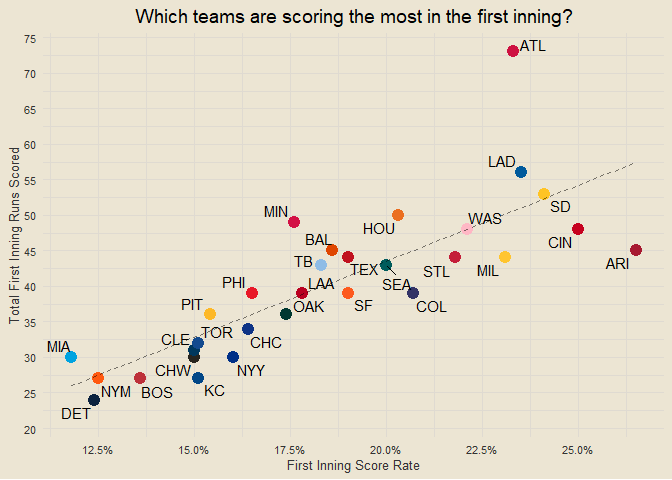 Which teams are scoring the most in the first inning?
75
70
65
60
55
50
45
40
35
30
25
20
Total First Inning Runs Scored
ATL
LAD
SD
MIN
HOU
WAS
CIN
BAL
TB
TEX
STL
MIL
ARI
PHI
LAA
SEA
PIT
OAK
SF
COL
MIA
CLE
TOR
CHC
CHW
NYY
NYM
BOS
KC
DET
12.5%
15.0%
17.5%
20.0%
22.5%
25.0%
First Inning Score Rate